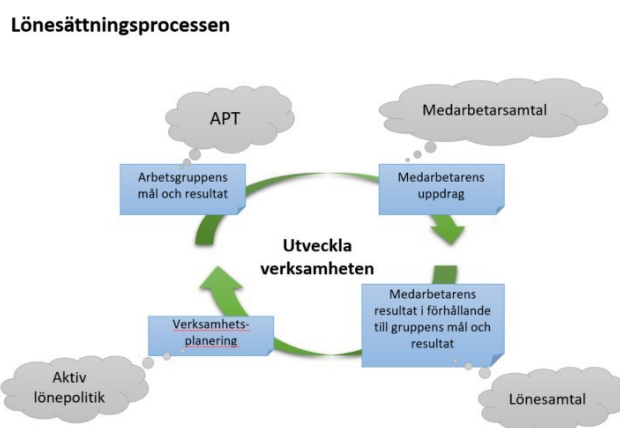 Lönesättningsprocessen
APT
Medarbetarsamtal
Arbetsgruppens
mål och resultat
Medarbetarens
uppdrag
Utveckla
verksamheten
Medarbetarens
resultat i förhållande
till gruppens mål och
resultat
Verksamhets-
planering
Aktiv
lönepolitik
Lönesamtal